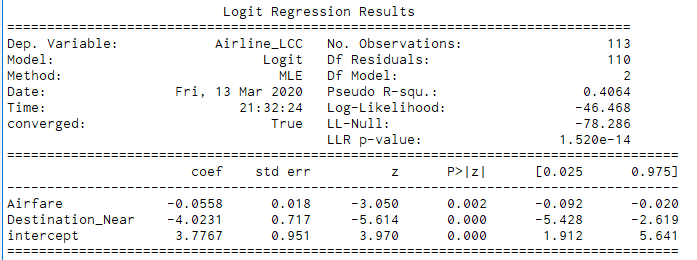 Logit Regression Results
==============================================================================
Dep. Variable: Airline_LCC No. Observations: 113
Model: Logit Df Residuals: 110
Method: MLE Df Model: 2
Date: Fri, 13 Mar 2020 Pseudo R-squ.: 0.4064
Time: 21:32:24 Log-Likelihood: -46.468
converged: True LL-Null: -78.286
LLR p-value: 1.520e-14
====================================================================================
coef std err z P>|z| [0.025 0.975]
------------------------------------------------------------------------------------
Airfare -0.0558 0.018 -3.050 0.002 -0.092 -0.020
Destination_Near -4.0231 0.717 -5.614 0.000 -5.428 -2.619
intercept 3.7767 0.951 3.970 0.000 1.912 5.641
====================================================================================